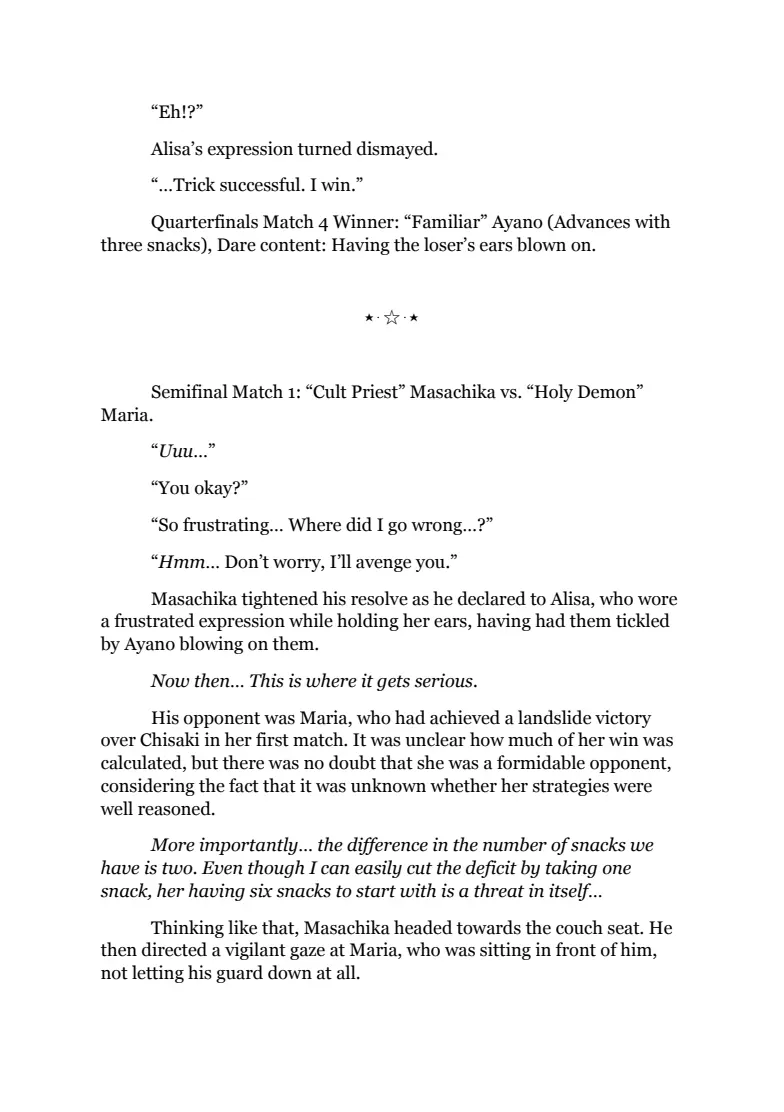 “Eh!?”
Alisa’s expression turned dismayed.
“…Trick successful. I win.”
Quarterfinals Match 4 Winner: “Familiar” Ayano (Advances with
three snacks), Dare content: Having the loser’s ears blown on.
⋆·☆·⋆
Semifinal Match 1: “Cult Priest” Masachika vs. “Holy Demon”
Maria.
“Uuu…”
“You okay?”
“So frustrating… Where did I go wrong…?”
“Hmm… Don’t worry, I’ll avenge you.”
Masachika tightened his resolve as he declared to Alisa, who wore
a frustrated expression while holding her ears, having had them tickled
by Ayano blowing on them.
Now then… This is where it gets serious.
His opponent was Maria, who had achieved a landslide victory
over Chisaki in her first match. It was unclear how much of her win was
calculated, but there was no doubt that she was a formidable opponent,
considering the fact that it was unknown whether her strategies were
well reasoned.
More importantly… the difference in the number of snacks we
have is two. Even though I can easily cut the deficit by taking one
snack, her having six snacks to start with is a threat in itself…
Thinking like that, Masachika headed towards the couch seat. He
then directed a vigilant gaze at Maria, who was sitting in front of him,
not letting his guard down at all.